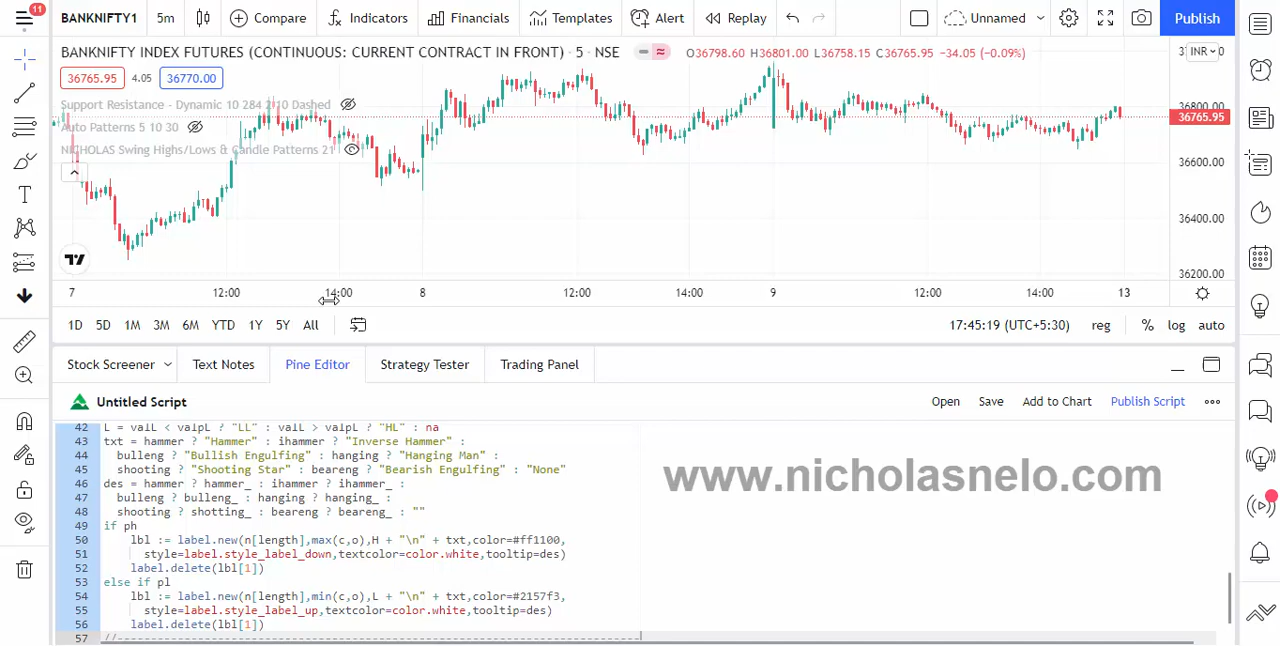 11
BANKNIFTY1 5m Compare Indicators Financials Templates Alert Replay Unnamed Publish
BANKNIFTY INDEX FUTURES (CONTINUOUS: CURRENT CONTRACT IN FRONT) · 5 · NSE O36798.60 H36801.00 L36758.15 C36765.95 −34.05 (−0.09%)
INR
36765.95 4.05 36770.00
Support Resistance - Dynamic 10 284 2 10 Dashed
36800.00
36765.95
Auto Patterns 5 10 30
NICHOLAS Swing Highs/Lows & Candle Patterns 21
36600.00
36400.00
36200.00
7 12:00 14:00 8 12:00 14:00 9 12:00 14:00 13
1D 5D 1M 3M 6M YTD 1Y 5Y All 17:45:19 (UTC+5:30) reg % log auto
Stock Screener Text Notes Pine Editor Strategy Tester Trading Panel
Untitled Script Open Save Add to Chart Publish Script
42 L = valL < valpL ? "LL" : valL > valpL ? "HL" : na
43 txt = hammer ? "Hammer" : ihammer ? "Inverse Hammer" :
44 bulleng ? "Bullish Engulfing" : hanging ? "Hanging Man" :
45 shooting ? "Shooting Star" : beareng ? "Bearish Engulfing" : "None"
46 des = hammer ? hammer_ : ihammer ? ihammer_ :
47 bulleng ? bulleng_ : hanging ? hanging_ :
48 shooting ? shotting_ : beareng ? beareng_ : ""
49 if ph
50 lbl := label.new(n[length],max(c,o),H + "\n" + txt,color=#ff1100,
51 style=label.style_label_down,textcolor=color.white,tooltip=des)
52 label.delete(lbl[1])
53 else if pl
54 lbl := label.new(n[length],min(c,o),L + "\n" + txt,color=#2157f3,
55 style=label.style_label_up,textcolor=color.white,tooltip=des)
56 label.delete(lbl[1])
57 //------------------------------------------------------------------------------
www.nicholasnelo.com